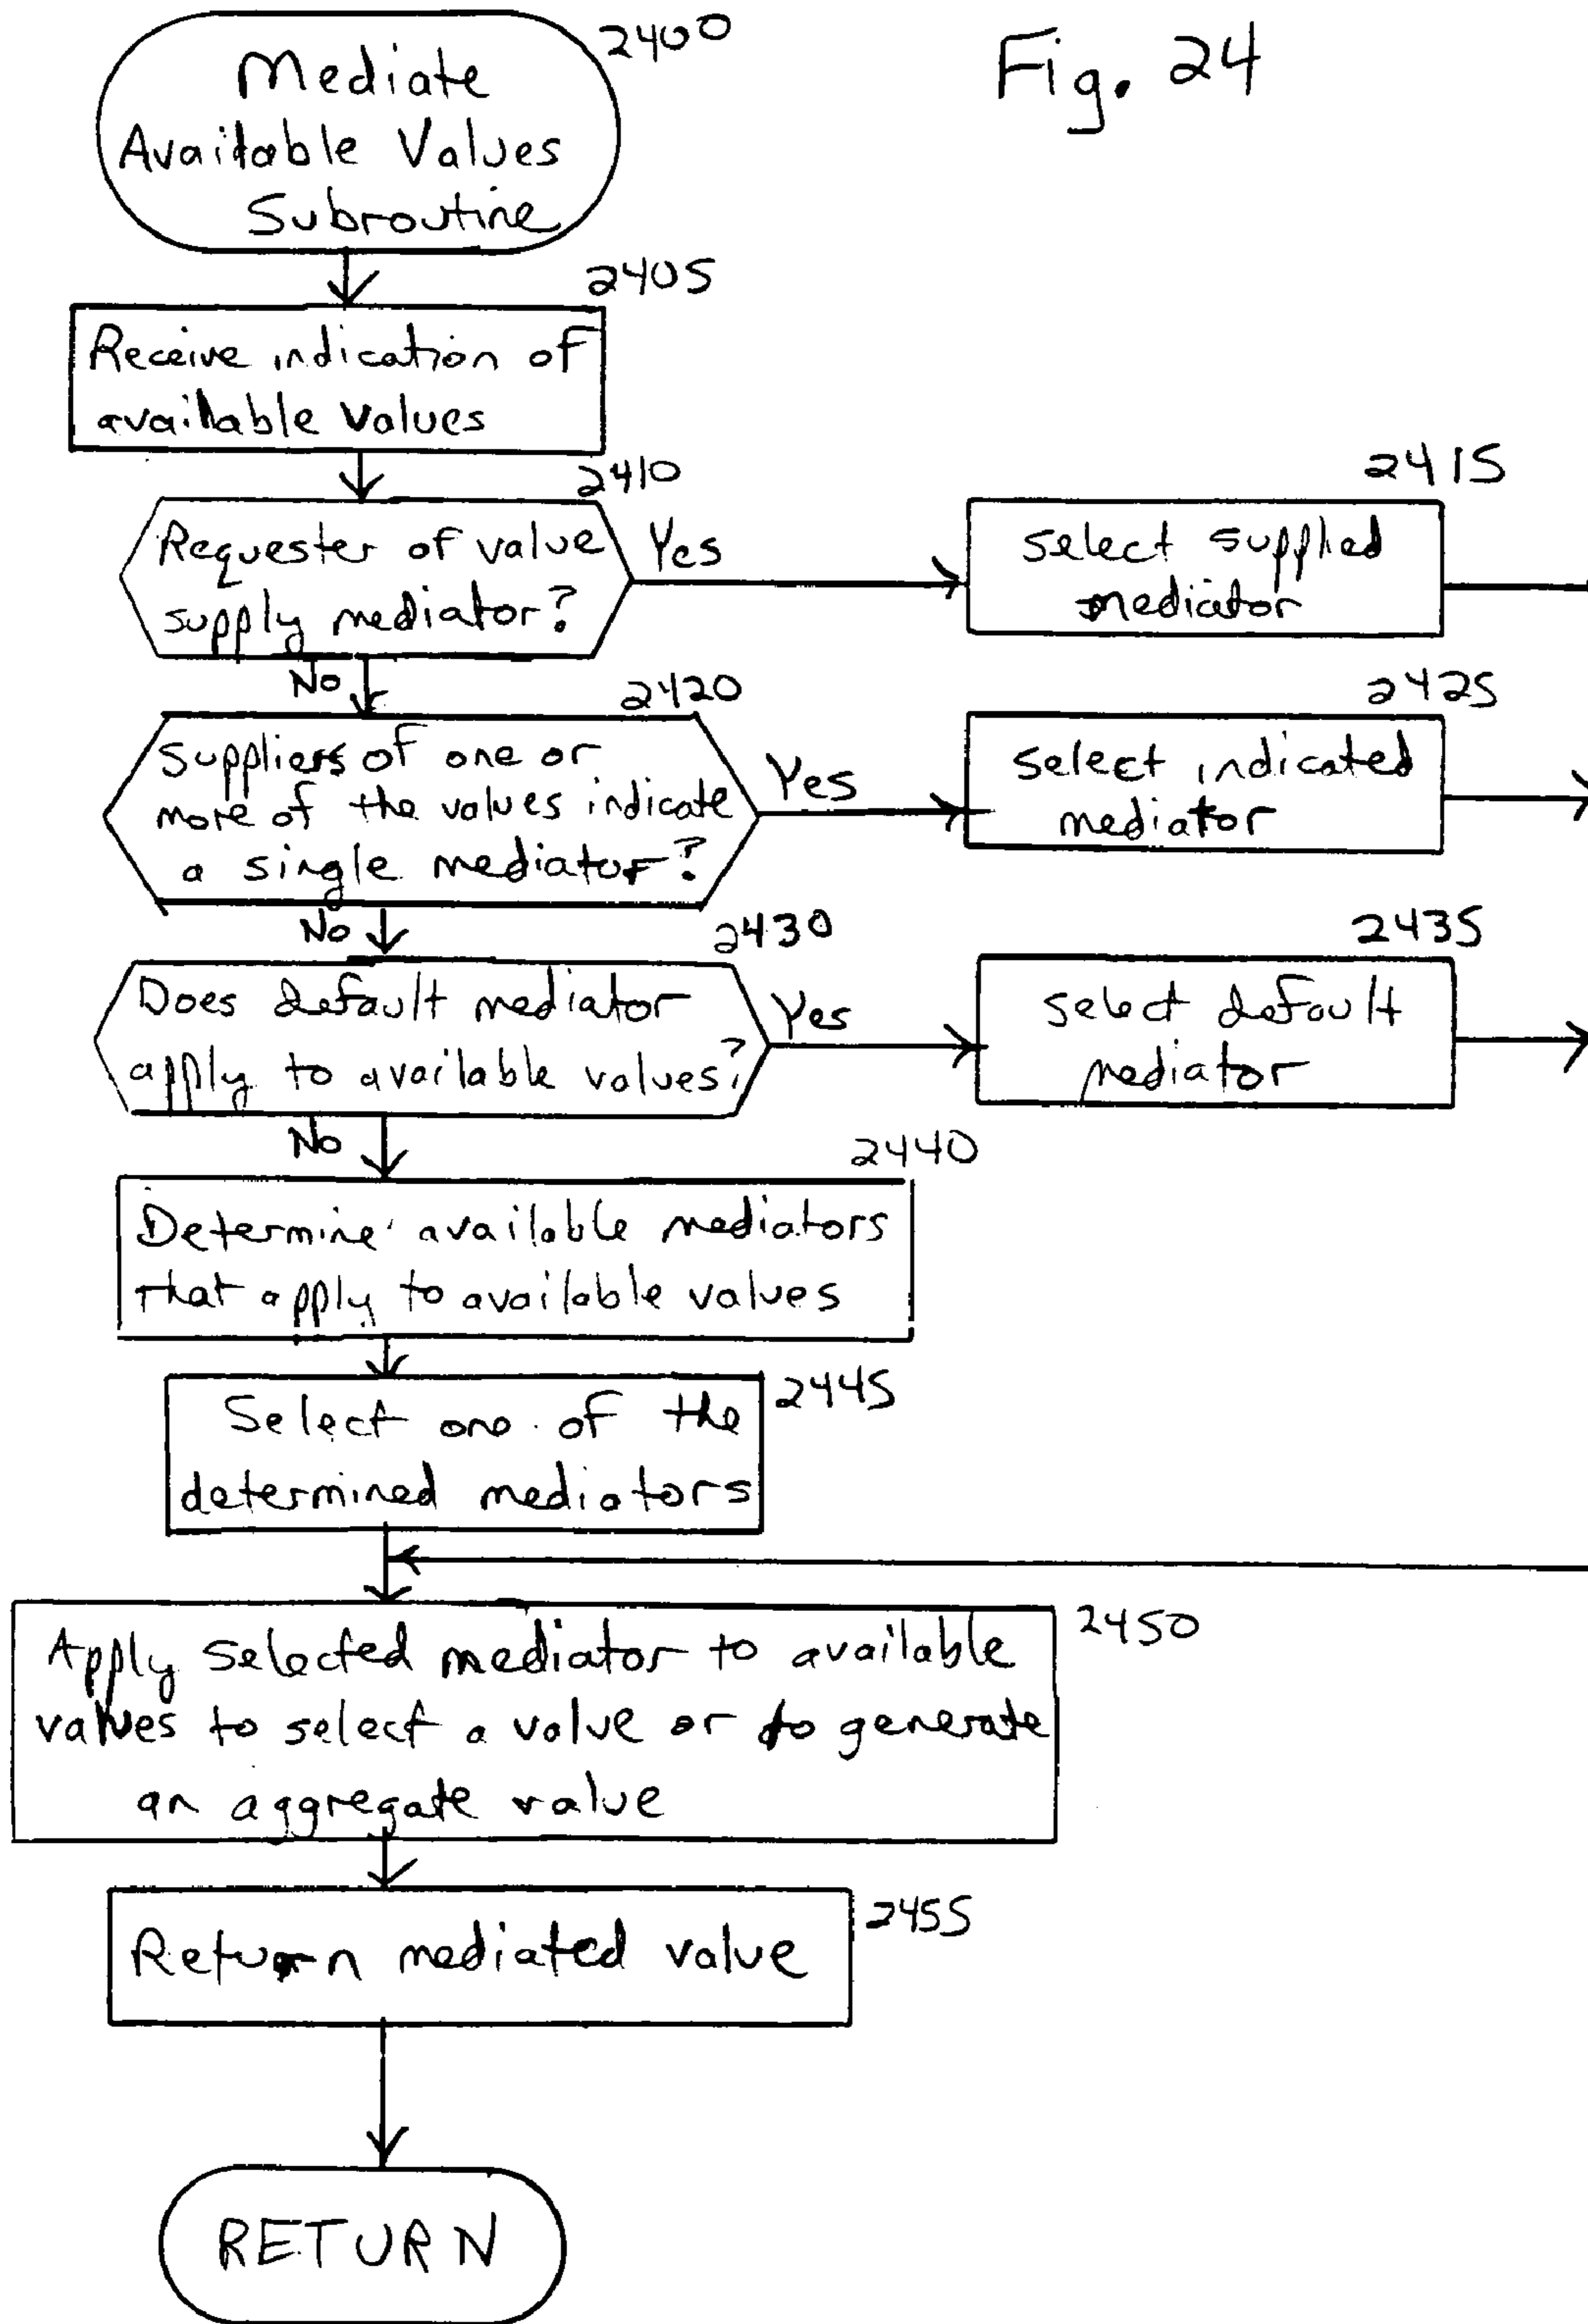 Fig. 24
2400
Mediate
Available Values
Subroutine
2405
Receive indication of
available values
2410
Requester of value
supply mediator?
Yes
2415
select supplied
mediator
No
2420
Suppliers of one or
more of the values indicate
a single mediator?
Yes
2425
select indicated
mediator
No
2430
Does default mediator
apply to available values?
Yes
2435
select default
mediator
No
2440
Determine available mediators
that apply to available values
2445
Select one of the
determined mediators
2450
Apply selected mediator to available
values to select a value or to generate
an aggregate value
2455
Return mediated value
RETURN